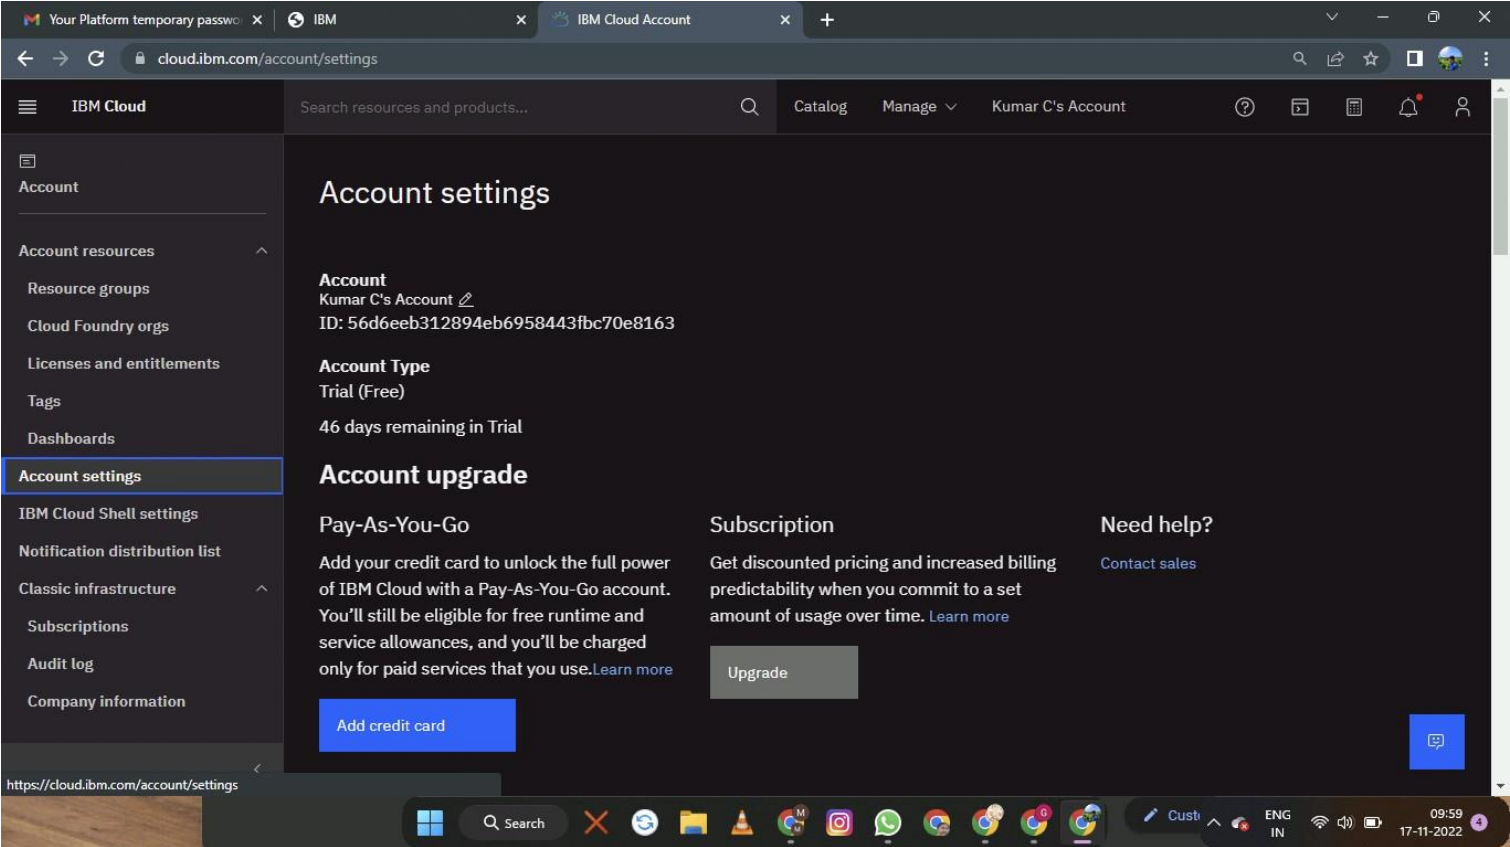 Your Platform temporary passwo
IBM
IBM Cloud Account
cloud.ibm.com/account/settings
IBM Cloud
Search resources and products...
Catalog
Manage
Kumar C's Account
Account
Account resources
Resource groups
Cloud Foundry orgs
Licenses and entitlements
Tags
Dashboards
Account settings
IBM Cloud Shell settings
Notification distribution list
Classic infrastructure
Subscriptions
Audit log
Company information
https://cloud.ibm.com/account/settings
Account settings
Account
Kumar C's Account
ID: 56d6eeb312894eb6958443fbc70e8163
Account Type
Trial (Free)
46 days remaining in Trial
Account upgrade
Pay-As-You-Go
Add your credit card to unlock the full power
of IBM Cloud with a Pay-As-You-Go account.
You’ll still be eligible for free runtime and
service allowances, and you’ll be charged
only for paid services that you use.Learn more
Add credit card
Subscription
Get discounted pricing and increased billing
predictability when you commit to a set
amount of usage over time. Learn more
Upgrade
Need help?
Contact sales
Search
Cust
ENG
IN
09:59
17-11-2022
4